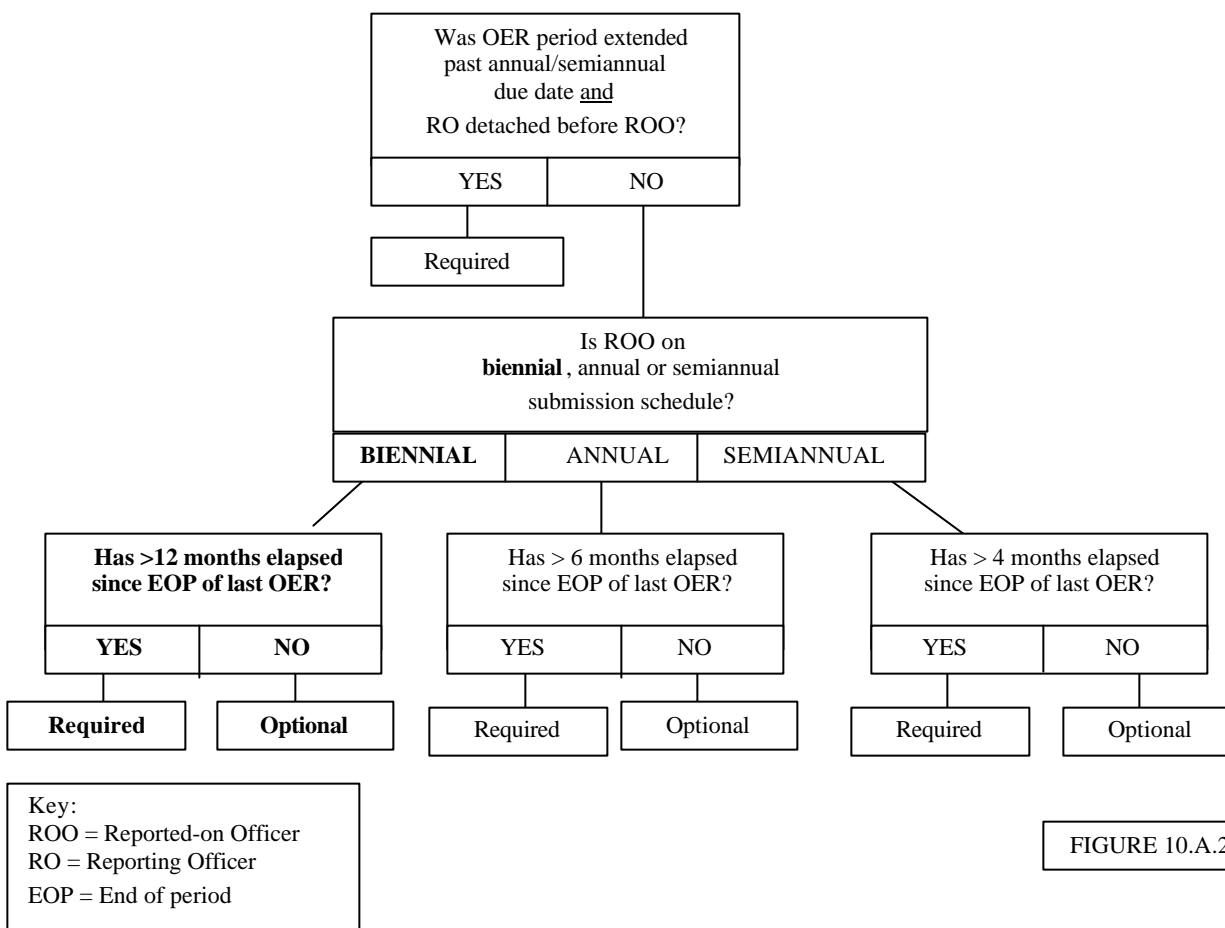 Was OER period extended
past annual/semiannual
due date and
RO detached before ROO?
YES
NO
Required
Is ROO on
biennial , annual or semiannual
submission schedule?
BIENNIAL
ANNUAL
SEMIANNUAL
Has >12 months elapsed
since EOP of last OER?
YES
NO
Required
Optional
Has > 6 months elapsed
since EOP of last OER?
YES
NO
Required
Optional
Has > 4 months elapsed
since EOP of last OER?
YES
NO
Required
Optional
Key:
ROO = Reported-on Officer
RO = Reporting Officer
EOP = End of period
FIGURE 10.A.2